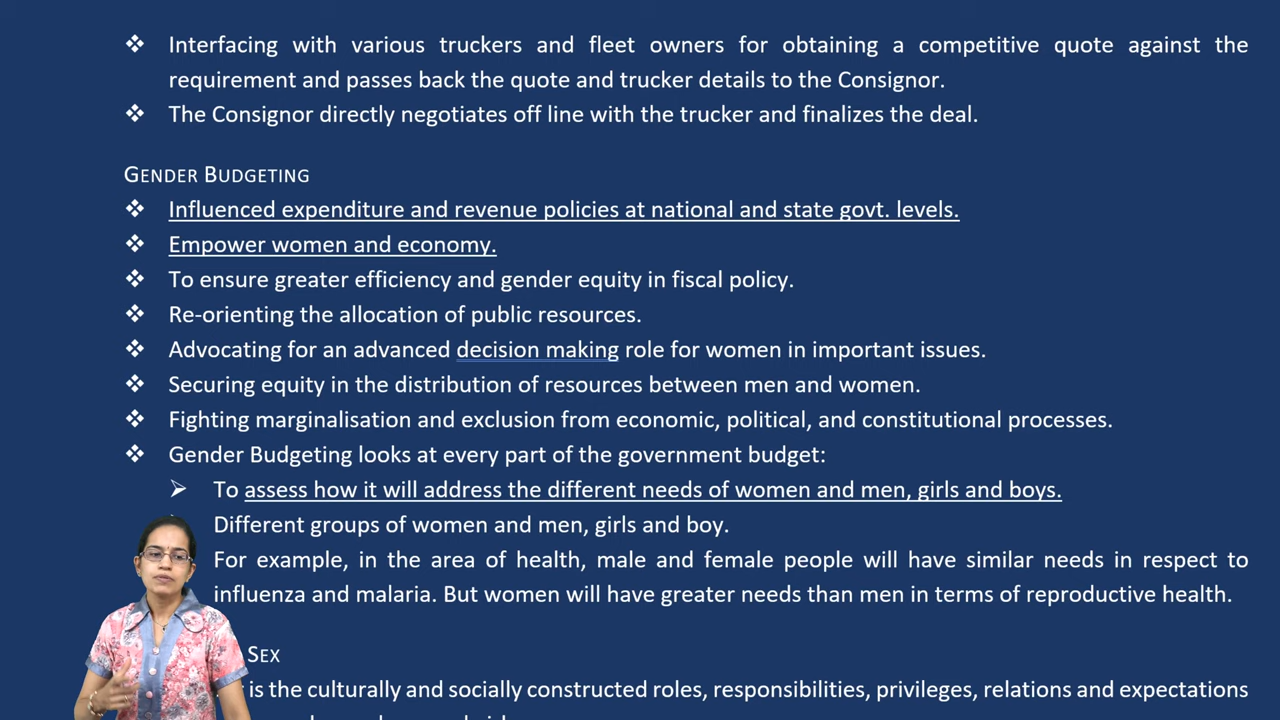 ❖ Interfacing with various truckers and fleet owners for obtaining a competitive quote against the
requirement and passes back the quote and trucker details to the Consignor.
❖ The Consignor directly negotiates off line with the trucker and finalizes the deal.
GENDER BUDGETING
❖ Influenced expenditure and revenue policies at national and state govt. levels.
❖ Empower women and economy.
❖ To ensure greater efficiency and gender equity in fiscal policy.
❖ Re-orienting the allocation of public resources.
❖ Advocating for an advanced decision making role for women in important issues.
❖ Securing equity in the distribution of resources between men and women.
❖ Fighting marginalisation and exclusion from economic, political, and constitutional processes.
❖ Gender Budgeting looks at every part of the government budget:
➢ To assess how it will address the different needs of women and men, girls and boys.
Different groups of women and men, girls and boy.
For example, in the area of health, male and female people will have similar needs in respect to
influenza and malaria. But women will have greater needs than men in terms of reproductive health.
SEX
is the culturally and socially constructed roles, responsibilities, privileges, relations and expectations